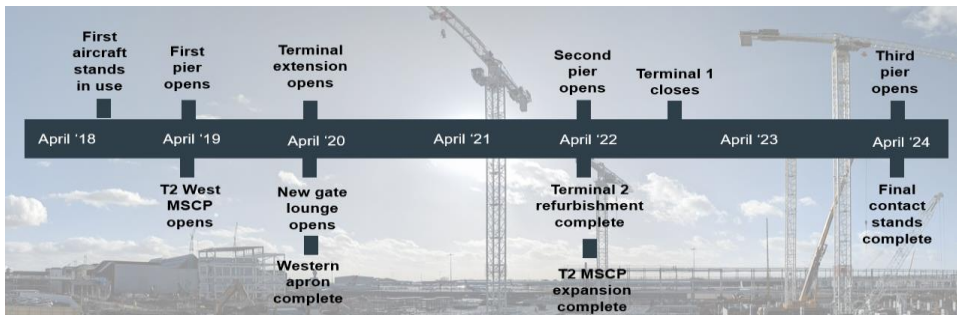 First
aircraft
stands
in use
First
pier
opens
Terminal
extension
opens
Second
pier
opens
Terminal 1
closes
Third
pier
opens
April '18
April '19
April '20
April '21
April '22
April '23
April '24
T2 West
MSCP
opens
New gate
lounge
opens
Western
apron
complete
Terminal 2
refurbishment
complete
T2 MSCP
expansion
complete
Final
contact
stands
complete